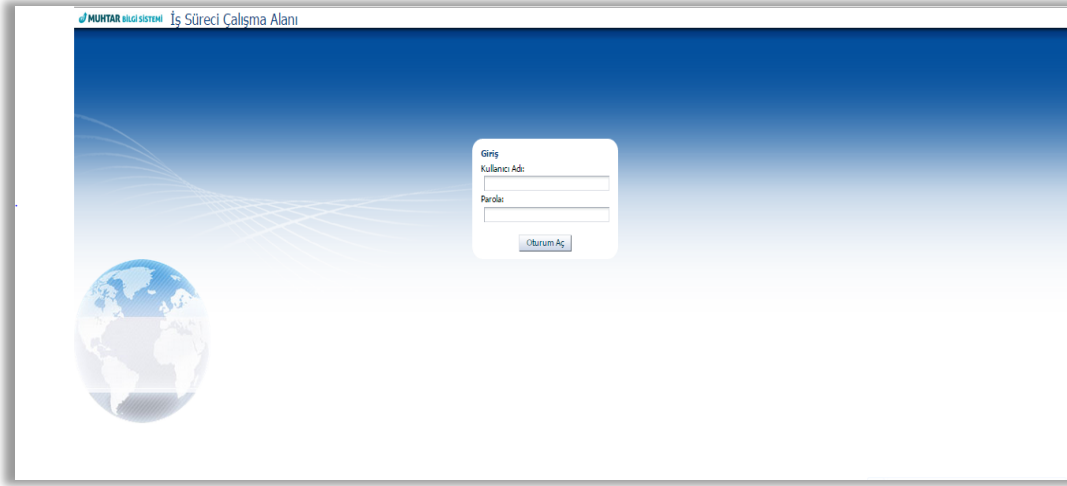 MUHTAR BİLGİ SİSTEMİ İş Süreci Çalışma Alanı
Giriş
Kullanıcı Adı:
Parola:
Oturum Aç